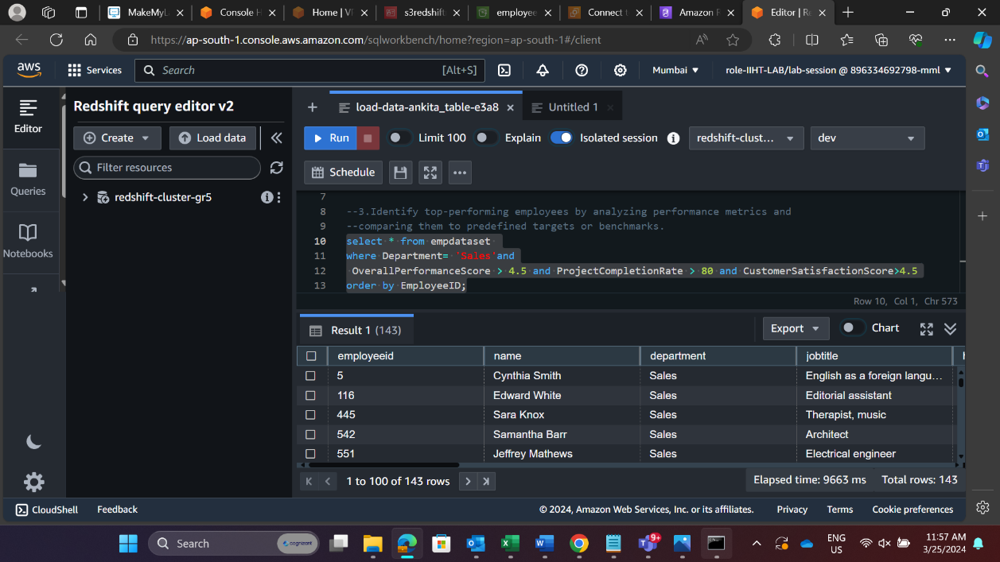 MakeMyL
Console H
Home | Vi
s3redshift
employee
Connect t
Amazon R
Editor | Re
https://ap-south-1.console.aws.amazon.com/sqlworkbench/home?region=ap-south-1#/client
aws
Services
Search
[Alt+S]
Mumbai
role-IIHT-LAB/lab-session @ 896334692798-mml
Editor
Queries
Notebooks
Redshift query editor v2
Create
Load data
Filter resources
redshift-cluster-gr5
load-data-ankita_table-e3a8
Untitled 1
Run
Limit 100
Explain
Isolated session
redshift-clust...
dev
Schedule
7
8 --3.Identify top-performing employees by analyzing performance metrics and
9 --comparing them to predefined targets or benchmarks.
10 select * from empdataset
11 where Department= 'Sales'and
12 OverallPerformanceScore > 4.5 and ProjectCompletionRate > 80 and CustomerSatisfactionScore>4.5
13 order by EmployeeID;
Row 10, Col 1, Chr 573
Result 1 (143)
Export
Chart
employeeid name department jobtitle
5 Cynthia Smith Sales English as a foreign langu...
116 Edward White Sales Editorial assistant
445 Sara Knox Sales Therapist, music
542 Samantha Barr Sales Architect
551 Jeffrey Mathews Sales Electrical engineer
1 to 100 of 143 rows
Elapsed time: 9663 ms Total rows: 143
CloudShell Feedback
© 2024, Amazon Web Services, Inc. or its affiliates. Privacy Terms Cookie preferences
Search
cognizant
9+
ENG
US
11:57 AM
3/25/2024